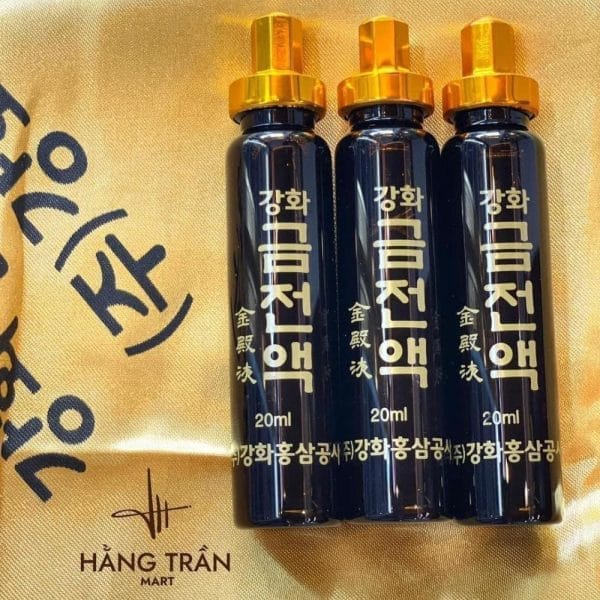 강화
금전액
金殿液
20ml
주)강화홍삼공사
강화
금전액
金殿液
20ml
주)강화홍삼공사
강화
금전액
金殿液
20ml
주)강화홍삼공사
(주)
HẰNG TRẦN
MART